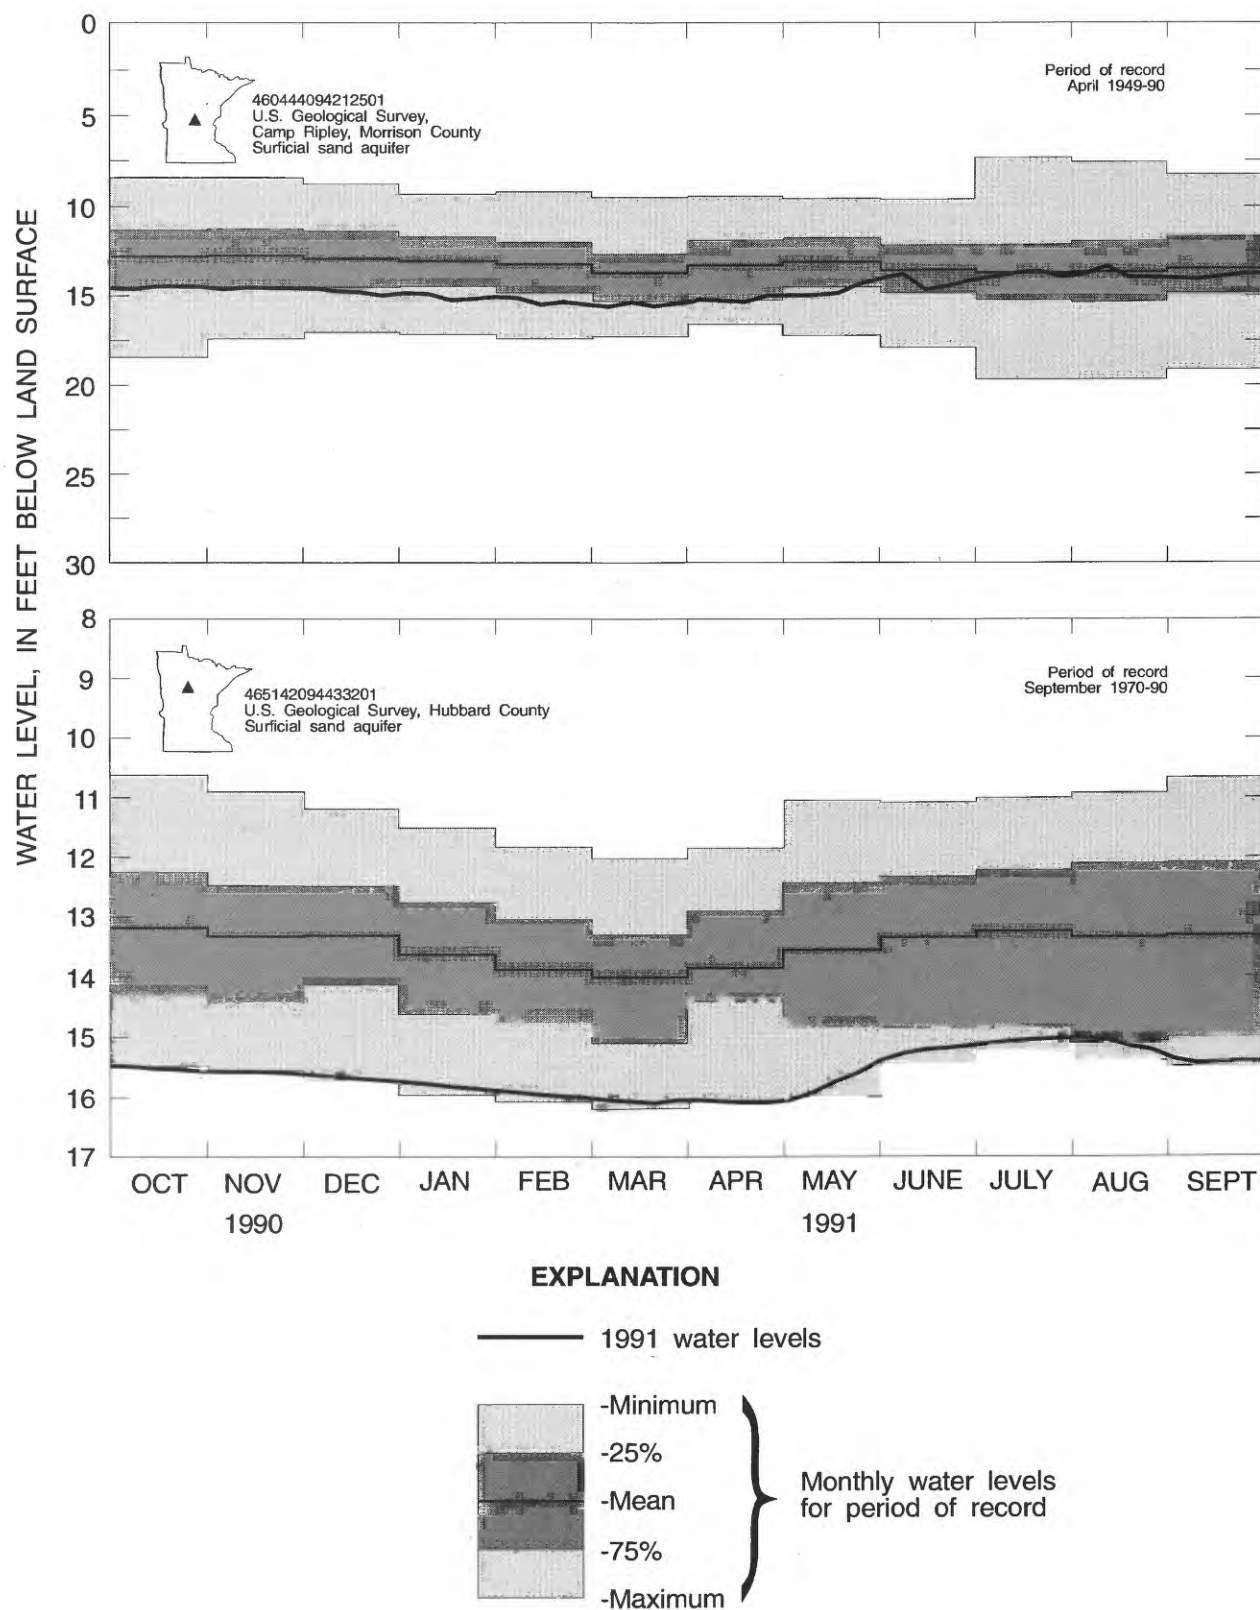 WATER LEVEL, IN FEET BELOW LAND SURFACE
0
5
10
15
20
25
30
460444094212501
U.S. Geological Survey,
Camp Ripley, Morrison County
Surficial sand aquifer
Period of record
April 1949-90
8
9
10
11
12
13
14
15
16
17
465142094433201
U.S. Geological Survey, Hubbard County
Surficial sand aquifer
Period of record
September 1970-90
OCT NOV DEC JAN FEB MAR APR MAY JUNE JULY AUG SEPT
1990 1991
EXPLANATION
1991 water levels
-Minimum
-25%
-Mean
-75%
-Maximum
Monthly water levels
for period of record